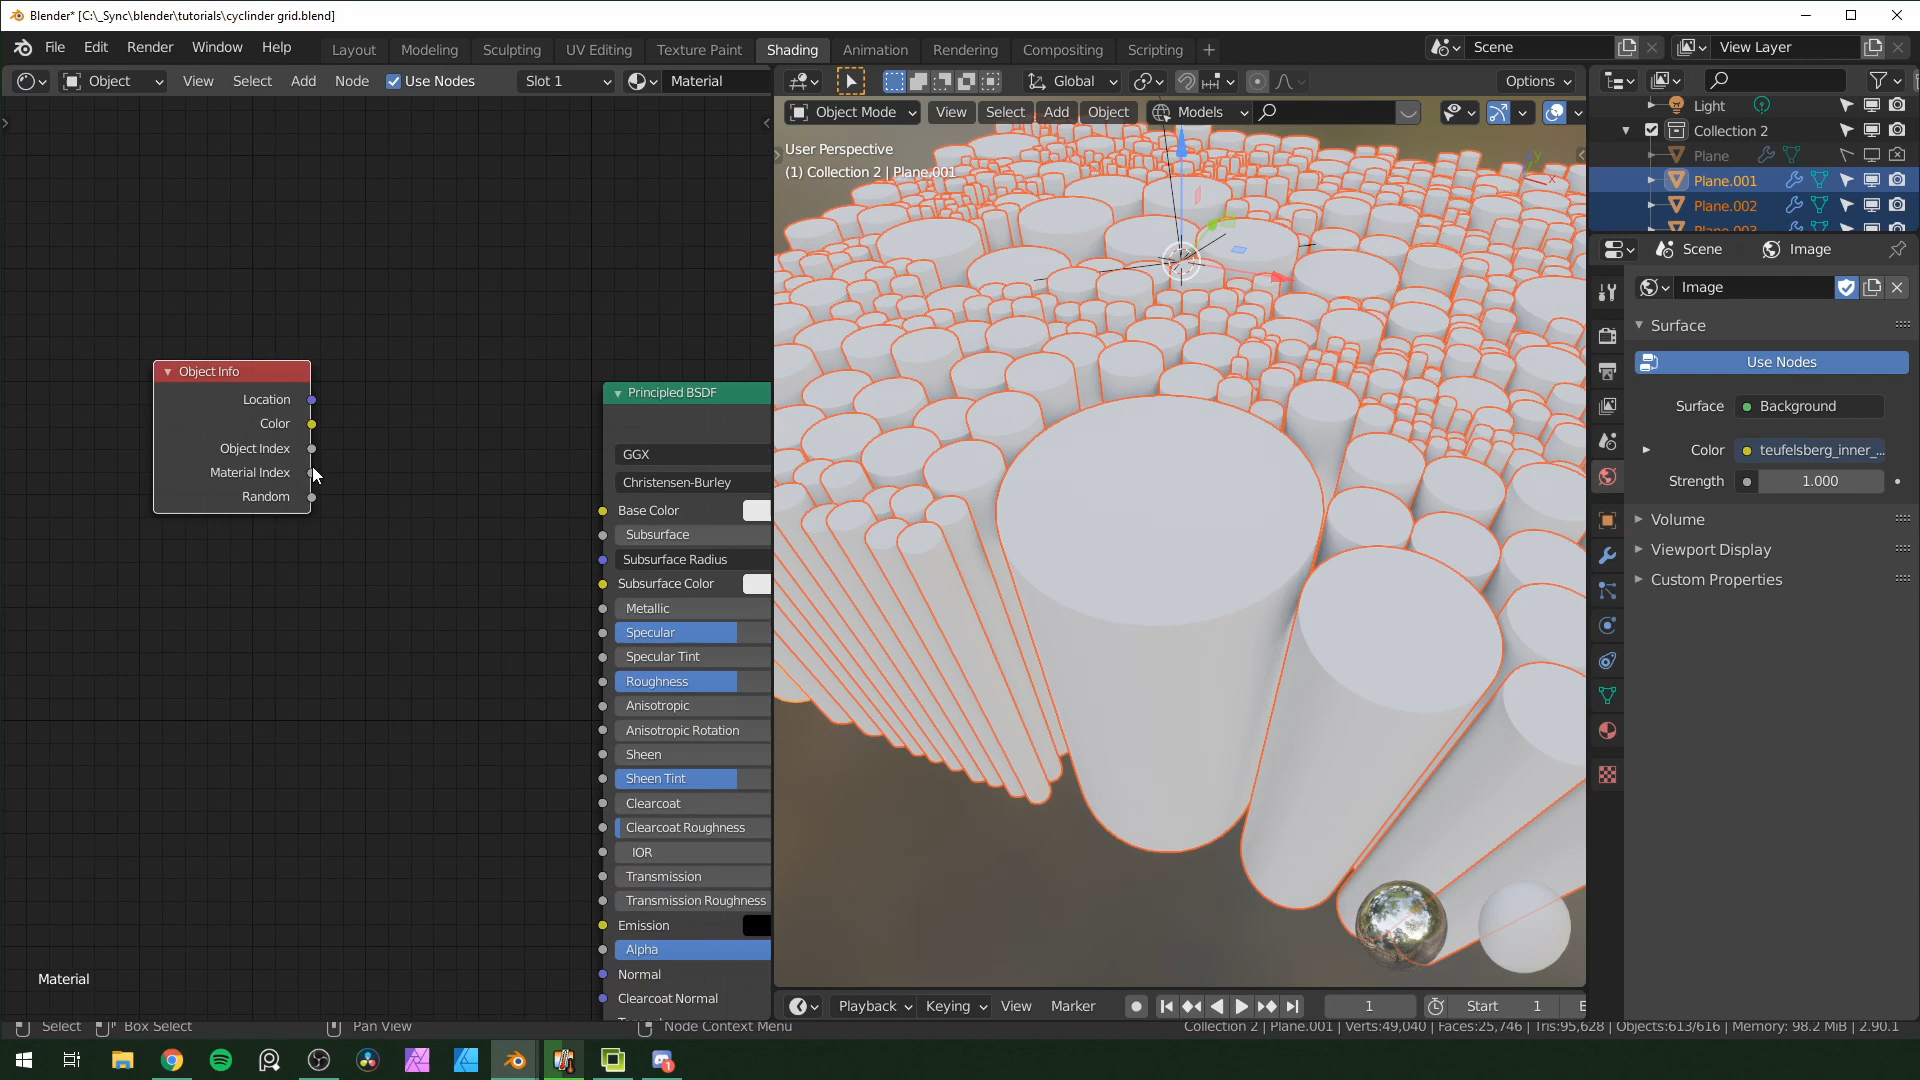 Blender* [C:\_Sync\blender\tutorials\cyclinder grid.blend]
File Edit Render Window Help Layout Modeling Sculpting UV Editing Texture Paint Shading Animation Rendering Compositing Scripting + Scene View Layer
Object View Select Add Node Use Nodes Slot 1 Material Global Options
Object Mode View Select Add Object Models
User Perspective
(1) Collection 2 | Plane.001
Light
Collection 2
Plane
Plane.001
Plane.002
Plane.003
Scene Image
Image
Surface
Use Nodes
Surface Background
Color teufelsberg_inner_...
Strength 1.000
Volume
Viewport Display
Custom Properties
Object Info
Location
Color
Object Index
Material Index
Random
Principled BSDF
GGX
Christensen-Burley
Base Color
Subsurface
Subsurface Radius
Subsurface Color
Metallic
Specular
Specular Tint
Roughness
Anisotropic
Anisotropic Rotation
Sheen
Sheen Tint
Clearcoat
Clearcoat Roughness
IOR
Transmission
Transmission Roughness
Emission
Alpha
Normal
Clearcoat Normal
Material
Playback Keying View Marker 1 Start 1 E
Select Box Select Pan View Node Context Menu Collection 2 | Plane.001 | Verts:49,040 | Faces:25,746 | Tris:95,628 | Objects:613/616 | Memory: 98.2 MiB | 2.90.1